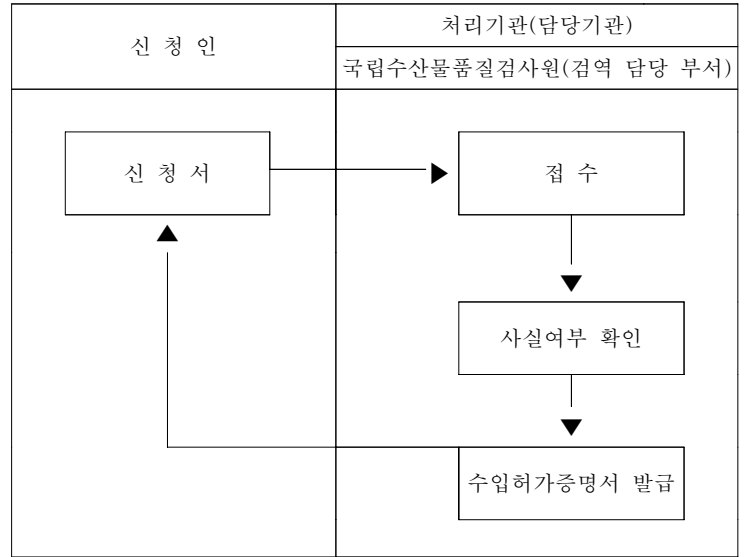 신 청 인
처리기관(담당기관)
국립수산물품질검사원(검역 담당 부서)
신 청 서
접 수
사실여부 확인
수입허가증명서 발급